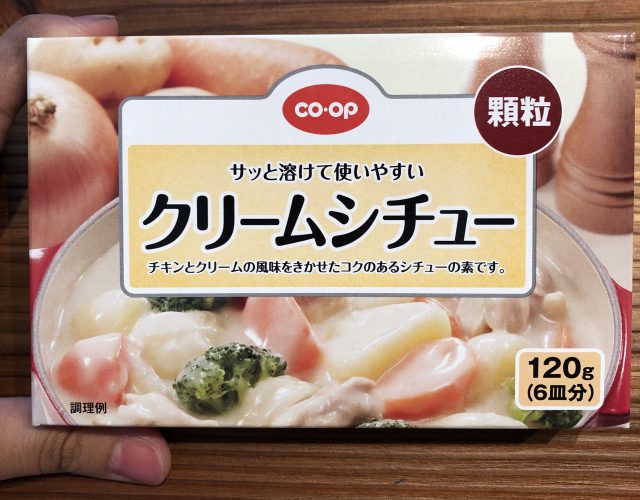 co・op
顆粒
サッと溶けて使いやすい
クリームシチュー
チキンとクリームの風味をきかせたコクのあるシチューの素です。
120g
(6皿分)
調理例